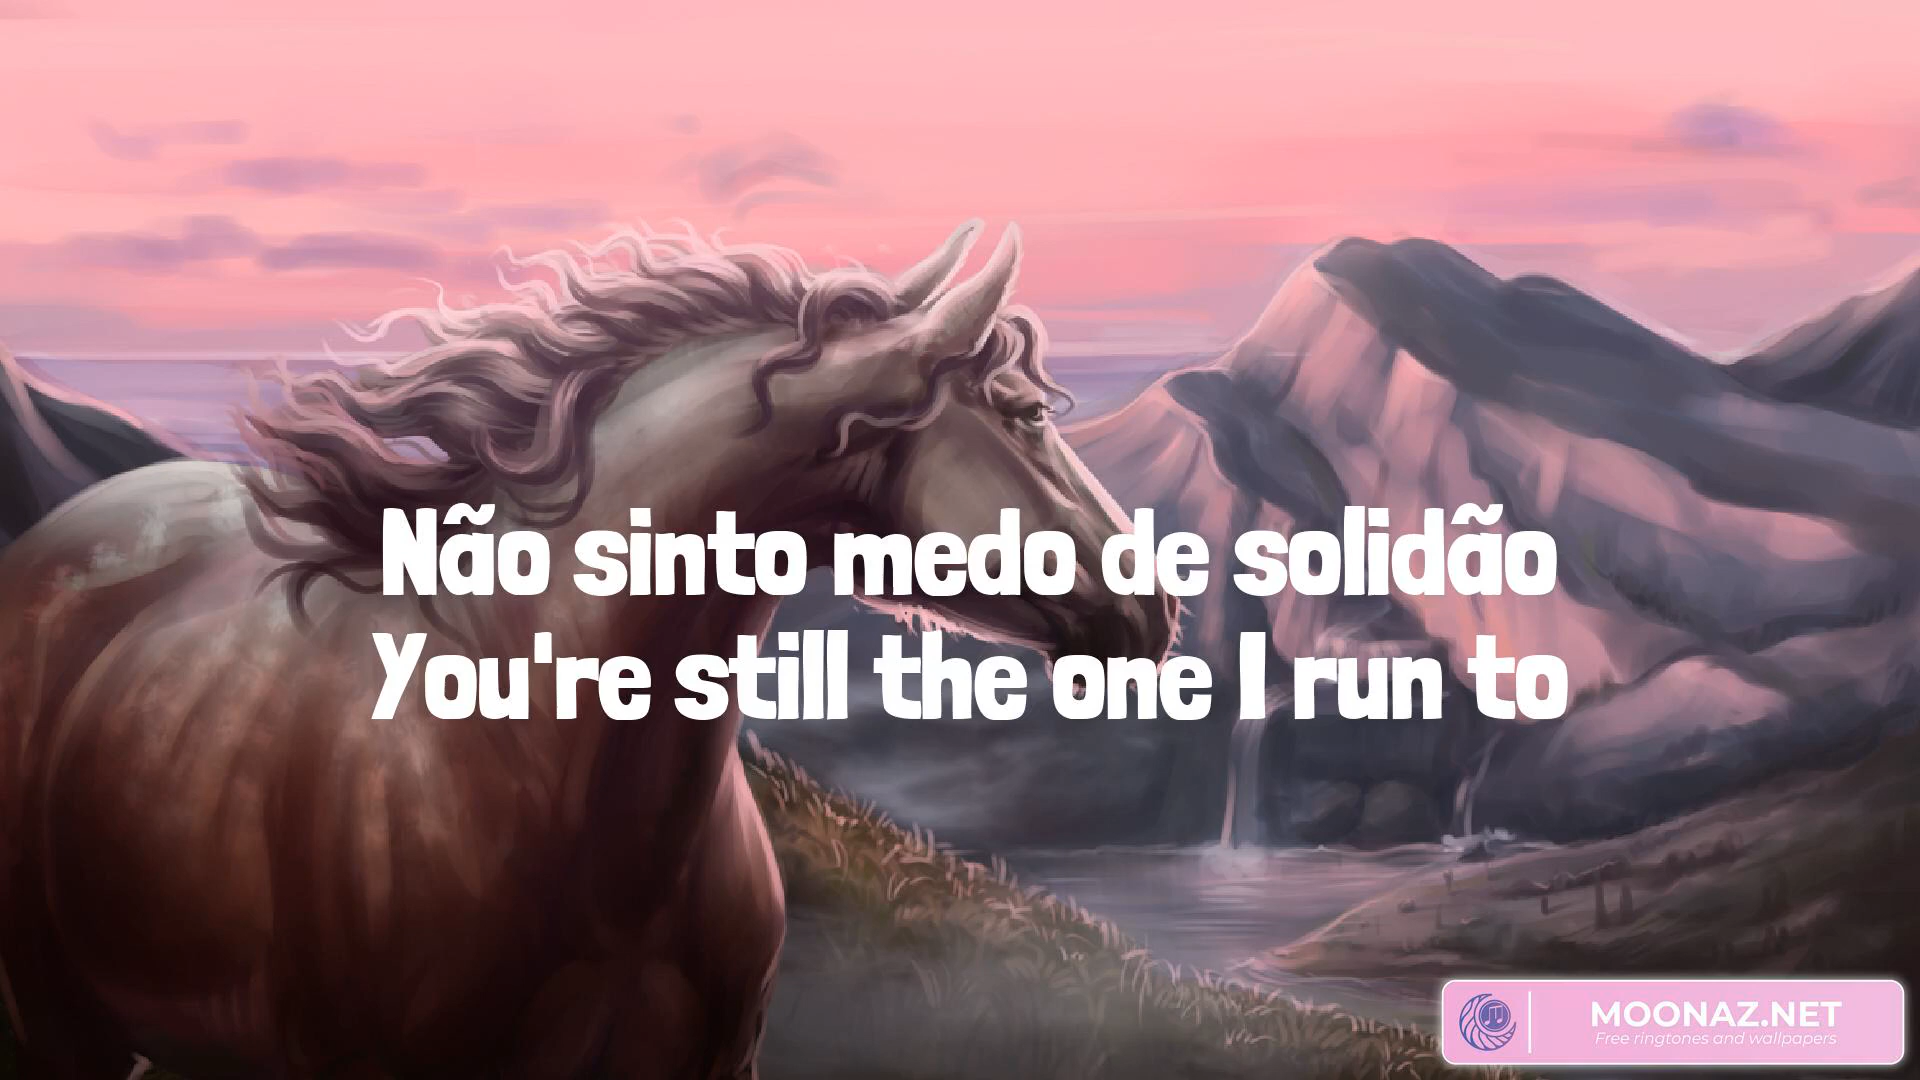 Não sinto medo de solidão
You're still the one I run to
MOONAZ.NET
Free ringtones and wallpapers